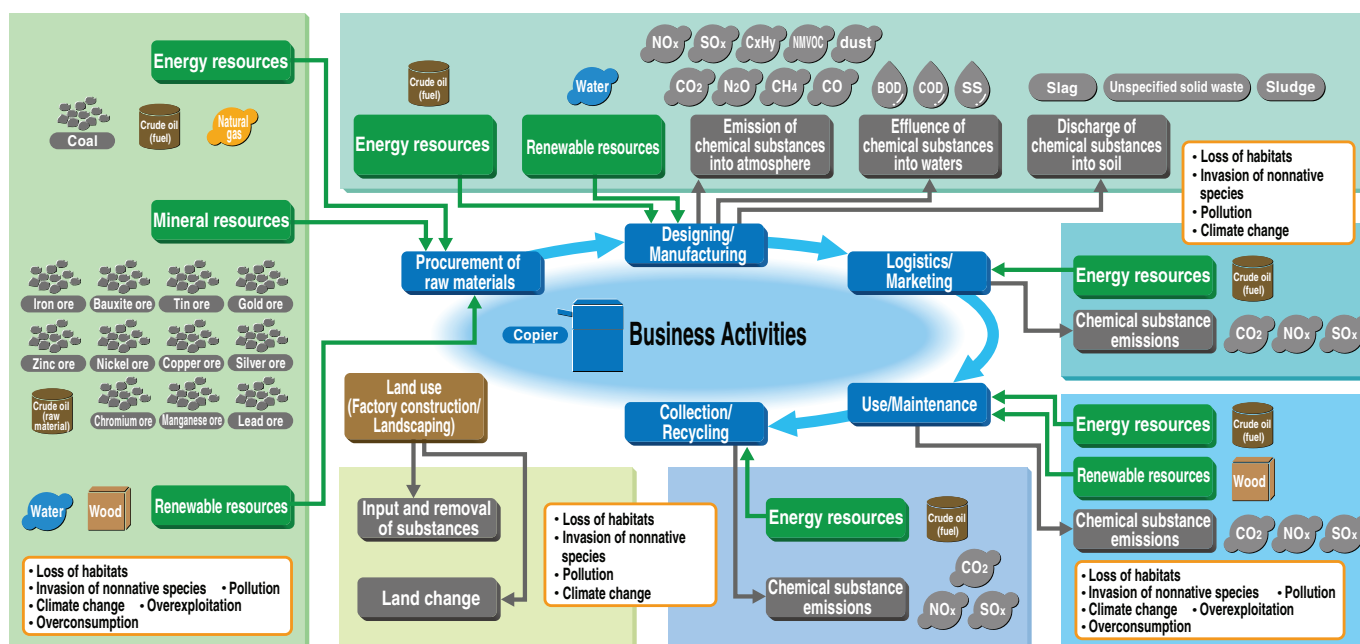 Energy resources
Coal
Crude oil
(fuel)
Natural
gas
Mineral resources
Iron ore
Bauxite ore
Tin ore
Gold ore
Zinc ore
Nickel ore
Copper ore
Silver ore
Crude oil
(raw
material)
Chromium ore
Manganese ore
Lead ore
Water
Wood
Renewable resources
• Loss of habitats
• Invasion of nonnative species • Pollution
• Climate change • Overexploitation
• Overconsumption
Crude oil
(fuel)
Energy resources
Water
Renewable resources
NOx
SOx
CxHy
NMVOC
dust
CO2
N2O
CH4
CO
Emission of
chemical substances
into atmosphere
BOD
COD
SS
Effluence of
chemical substances
into waters
Slag
Unspecified solid waste
Sludge
Discharge of
chemical substances
into soil
• Loss of habitats
• Invasion of nonnative
species
• Pollution
• Climate change
Procurement of
raw materials
Designing/
Manufacturing
Logistics/
Marketing
Copier
Business Activities
Use/Maintenance
Collection/
Recycling
Energy resources
Crude oil
(fuel)
Chemical substance
emissions
CO2
NOx
SOx
Energy resources
Crude oil
(fuel)
Renewable resources
Wood
Chemical substance
emissions
CO2
NOx
SOx
• Loss of habitats
• Invasion of nonnative species • Pollution
• Climate change • Overexploitation
• Overconsumption
Land use
(Factory construction/
Landscaping)
Input and removal
of substances
Land change
• Loss of habitats
• Invasion of nonnative
species
• Pollution
• Climate change
Energy resources
Crude oil
(fuel)
Chemical substance
emissions
CO2
NOx
SOx